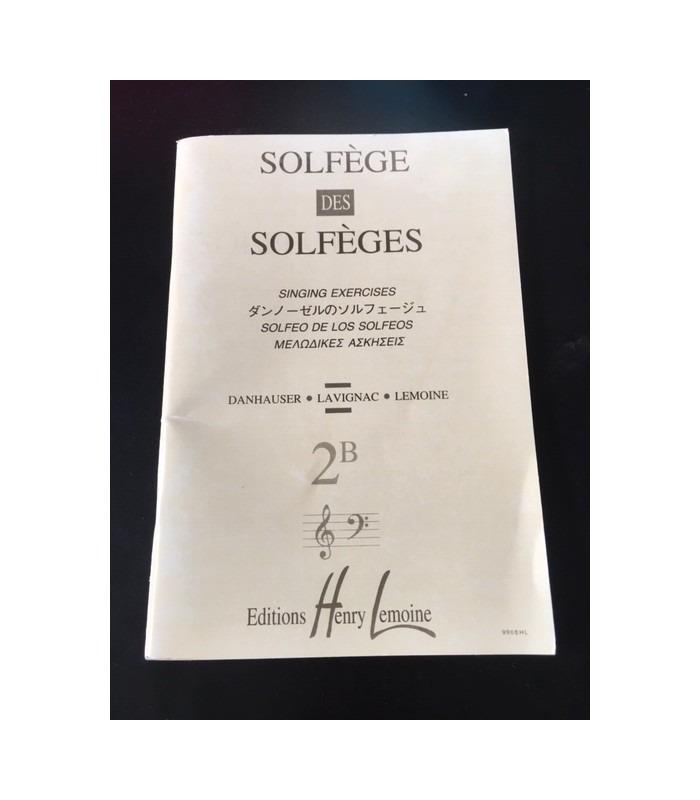 SOLFÈGE
DES
SOLFÈGES
SINGING EXERCISES
ダンノーゼルのソルフェージュ
SOLFEO DE LOS SOLFEOS
ΜΕΛΩΔΙΚΕΣ ΑΣΚΗΣΕΙΣ
DANHAUSER • LAVIGNAC • LEMOINE
2B
Editions Henry Lemoine